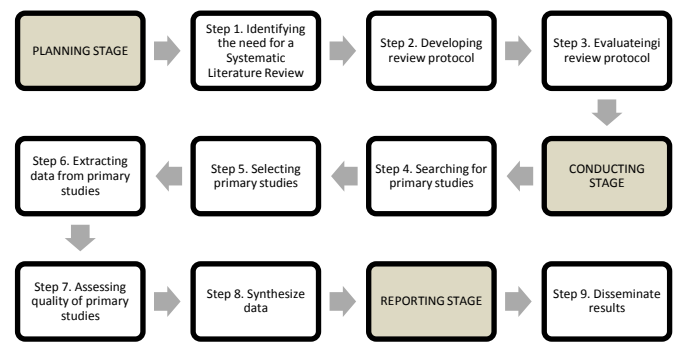 PLANNING STAGE
Step 1. Identifying
the need for a
Systematic
Literature Review
Step 2. Developing
review protocol
Step 3. Evaluateingi
review protocol
CONDUCTING
STAGE
Step 4. Searching for
primary studies
Step 5. Selecting
primary studies
Step 6. Extracting
data from primary
studies
Step 7. Assessing
quality of primary
studies
Step 8. Synthesize
data
REPORTING STAGE
Step 9. Disseminate
results